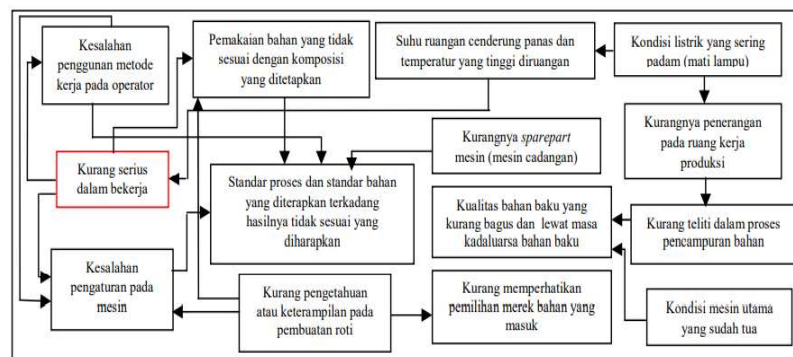 Kesalahan
penggunan metode
kerja pada operator
Pemakaian bahan yang tidak
sesuai dengan komposisi
yang ditetapkan
Suhu ruangan cenderung panas dan
temperatur yang tinggi diruangan
Kondisi listrik yang sering
padam (mati lampu)
Kurangnya sparepart
mesin (mesin cadangan)
Kurangnya penerangan
pada ruang kerja
produksi
Kurang serius
dalam bekerja
Standar proses dan standar bahan
yang diterapkan terkadang
hasilnya tidak sesuai yang
diharapkan
Kualitas bahan baku yang
kurang bagus dan lewat masa
kadaluarsa bahan baku
Kurang teliti dalam proses
pencampuran bahan
Kesalahan
pengaturan pada
mesin
Kurang pengetahuan
atau keterampilan pada
pembuatan roti
Kurang memperhatikan
pemilihan merek bahan yang
masuk
Kondisi mesin utama
yang sudah tua